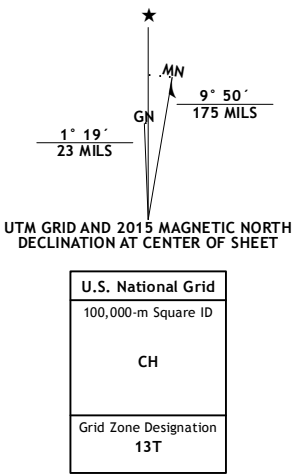 ★
MN
GN
9° 50´
175 MILS
1° 19´
23 MILS
UTM GRID AND 2015 MAGNETIC NORTH
DECLINATION AT CENTER OF SHEET
U.S. National Grid
100,000-m Square ID
CH
Grid Zone Designation
13T